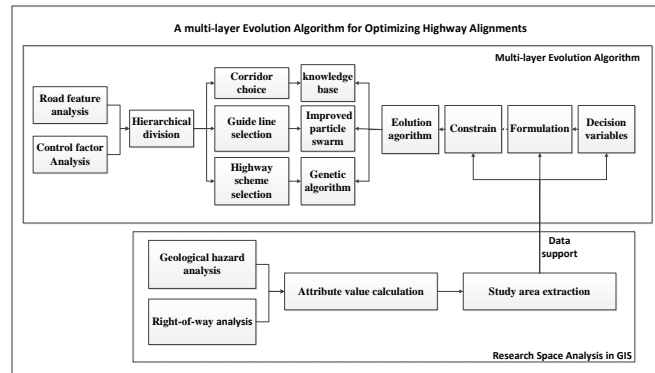 A multi-layer Evolution Algorithm for Optimizing Highway Alignments
Multi-layer Evolution Algorithm
Road feature
analysis
Control factor
Analysis
Hierarchical
division
Corridor
choice
Guide line
selection
Highway
scheme
selection
knowledge
base
Improved
particle
swarm
Genetic
algorithm
Eolution
agorithm
Constrain
Formulation
Decision
variables
Data
support
Geological hazard
analysis
Right-of-way analysis
Attribute value calculation
Study area extraction
Research Space Analysis in GIS